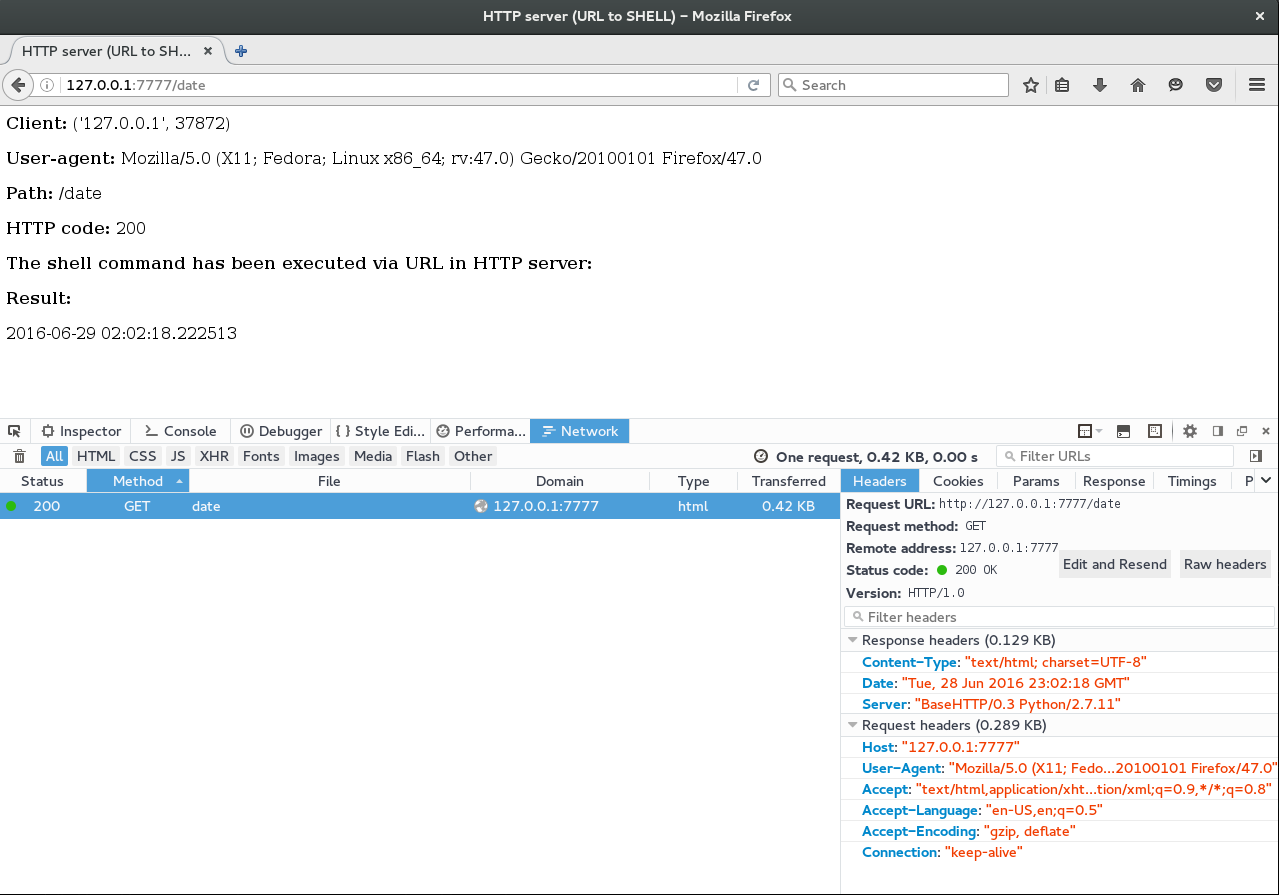 HTTP server (URL to SHELL) – Mozilla Firefox
HTTP server (URL to SH...
127.0.0.1:7777/date
Search
Client: ('127.0.0.1', 37872)
User-agent: Mozilla/5.0 (X11; Fedora; Linux x86_64; rv:47.0) Gecko/20100101 Firefox/47.0
Path: /date
HTTP code: 200
The shell command has been executed via URL in HTTP server:
Result:
2016-06-29 02:02:18.222513
Inspector Console Debugger { } Style Edi... Performa... Network
All HTML CSS JS XHR Fonts Images Media Flash Other One request, 0.42 KB, 0.00 s Filter URLs
Status Method File Domain Type Transferred
200 GET date 127.0.0.1:7777 html 0.42 KB
Headers Cookies Params Response Timings P
Request URL: http://127.0.0.1:7777/date
Request method: GET
Remote address: 127.0.0.1:7777
Status code: 200 OK
Edit and Resend Raw headers
Version: HTTP/1.0
Filter headers
Response headers (0.129 KB)
Content-Type: "text/html; charset=UTF-8"
Date: "Tue, 28 Jun 2016 23:02:18 GMT"
Server: "BaseHTTP/0.3 Python/2.7.11"
Request headers (0.289 KB)
Host: "127.0.0.1:7777"
User-Agent: "Mozilla/5.0 (X11; Fedo...20100101 Firefox/47.0"
Accept: "text/html,application/xht...tion/xml;q=0.9,*/*;q=0.8"
Accept-Language: "en-US,en;q=0.5"
Accept-Encoding: "gzip, deflate"
Connection: "keep-alive"